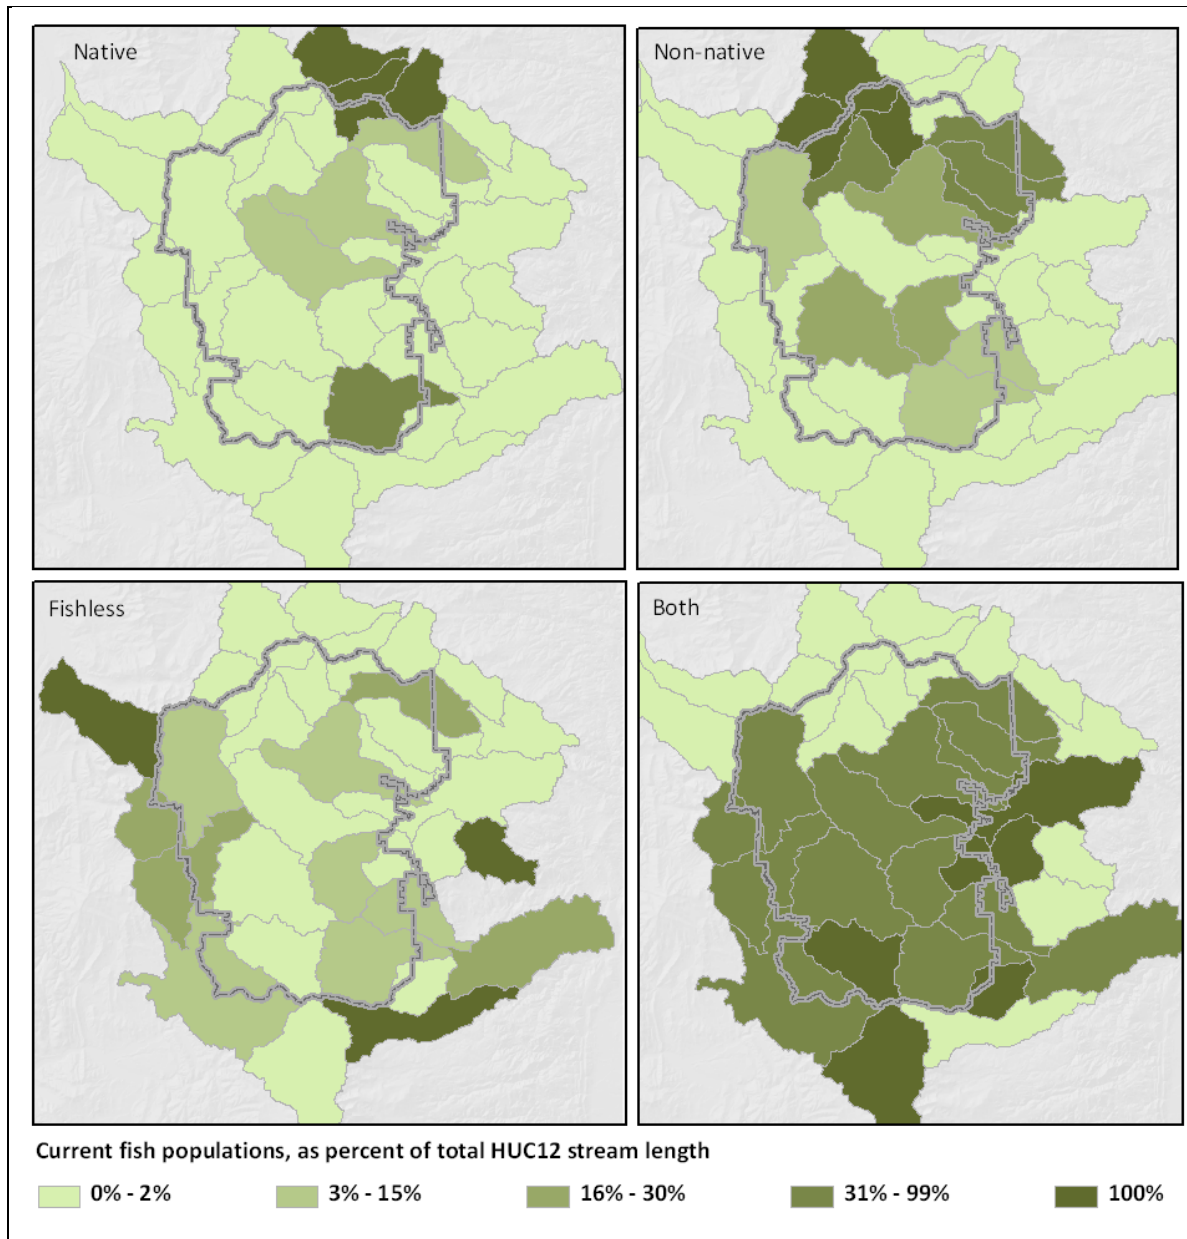 Native
Non-native
Fishless
Both
Current fish populations, as percent of total HUC12 stream length
0% - 2%
3% - 15%
16% - 30%
31% - 99%
100%